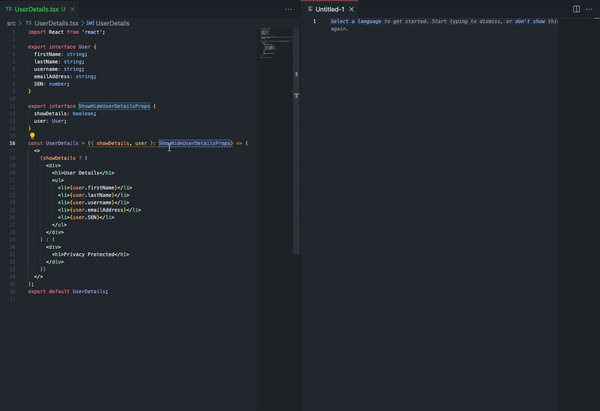 TS UserDetails.tsx U ×
src > TS UserDetails.tsx > UserDetails
1 import React from 'react';
2
3 export interface User {
4 firstName: string;
5 lastName: string;
6 username: string;
7 emailAddress: string;
8 SEN: number;
9 }
10
11 export interface ShowHideUserDetailsProps {
12 showDetails: boolean;
13 user: User;
14 }
15
16 const UserDetails = ({ showDetails, user }: ShowHideUserDetailsProps) => (
17 <>
18 {showDetails ? (
19 <div>
20 <h1>User Details</h1>
21 <ul>
22 <li>{user.firstName}</li>
23 <li>{user.lastName}</li>
24 <li>{user.username}</li>
25 <li>{user.emailAddress}</li>
26 <li>{user.SEN}</li>
27 </ul>
28 </div>
29 ) : (
30 <div>
31 <h1>Privacy Protected</h1>
32 </div>
33 )}
34 </>
35 );
36 export default UserDetails;
37
Untitled-1 ×
1 Select a language to get started. Start typing to dismiss, or don't show this
again.